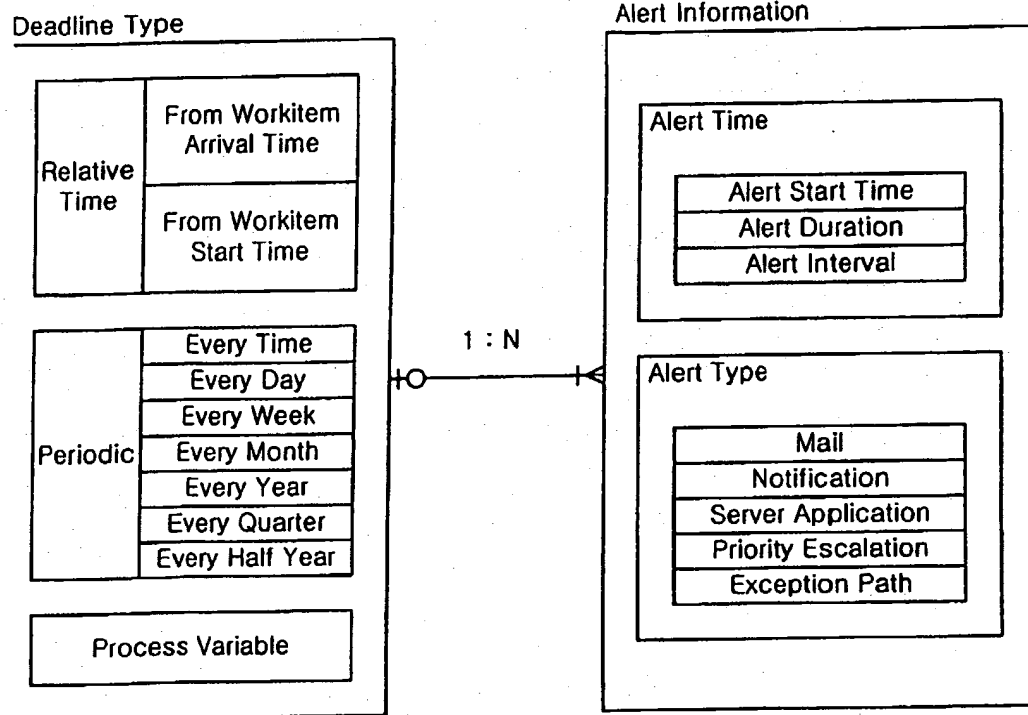 Deadline Type
Relative
Time
From Workitem
Arrival Time
From Workitem
Start Time
Periodic
Every Time
Every Day
Every Week
Every Month
Every Year
Every Quarter
Every Half Year
Process Variable
1 : N
Alert Information
Alert Time
Alert Start Time
Alert Duration
Alert Interval
Alert Type
Mail
Notification
Server Application
Priority Escalation
Exception Path